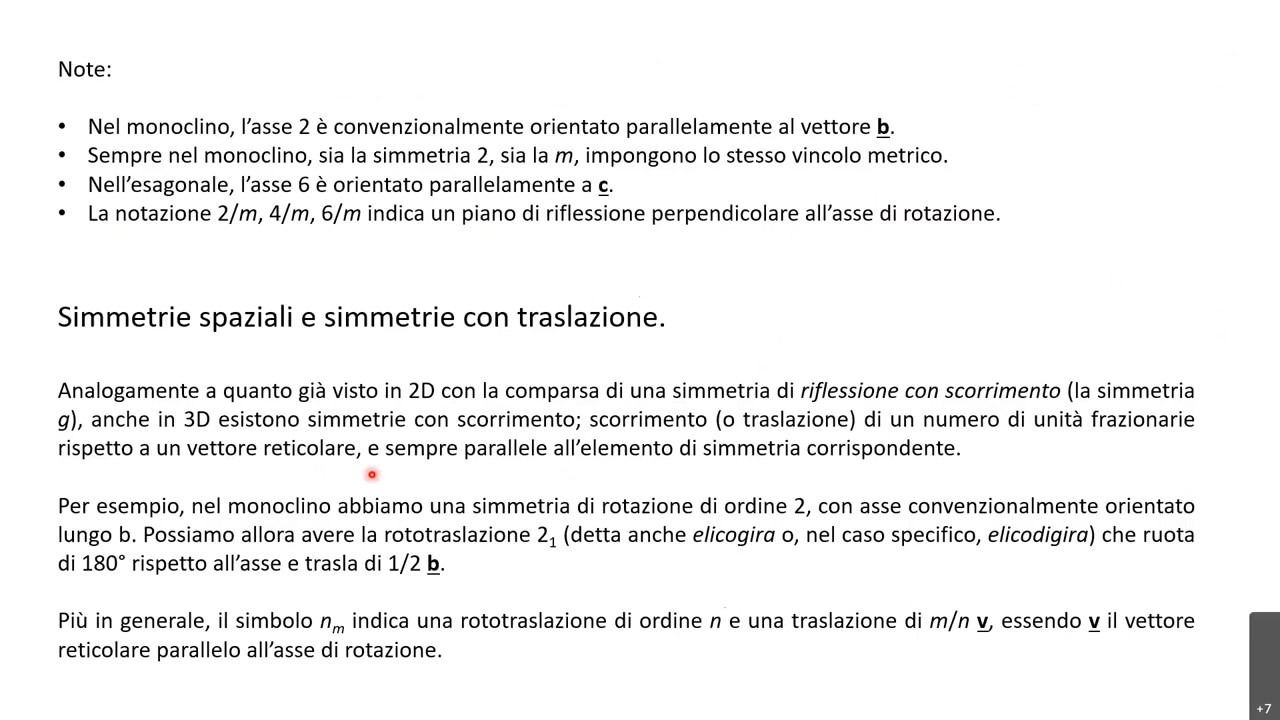 Note:
• Nel monoclino, l’asse 2 è convenzionalmente orientato parallelamente al vettore b.
• Sempre nel monoclino, sia la simmetria 2, sia la m, impongono lo stesso vincolo metrico.
• Nell’esagonale, l’asse 6 è orientato parallelamente a c.
• La notazione 2/m, 4/m, 6/m indica un piano di riflessione perpendicolare all’asse di rotazione.
Simmetrie spaziali e simmetrie con traslazione.
Analogamente a quanto già visto in 2D con la comparsa di una simmetria di riflessione con scorrimento (la simmetria
g), anche in 3D esistono simmetrie con scorrimento; scorrimento (o traslazione) di un numero di unità frazionarie
rispetto a un vettore reticolare, e sempre parallele all’elemento di simmetria corrispondente.
Per esempio, nel monoclino abbiamo una simmetria di rotazione di ordine 2, con asse convenzionalmente orientato
lungo b. Possiamo allora avere la rototraslazione 2₁ (detta anche elicogira o, nel caso specifico, elicodigira) che ruota
di 180° rispetto all’asse e trasla di 1/2 b.
Più in generale, il simbolo nₘ indica una rototraslazione di ordine n e una traslazione di m/n v, essendo v il vettore
reticolare parallelo all’asse di rotazione.
+7